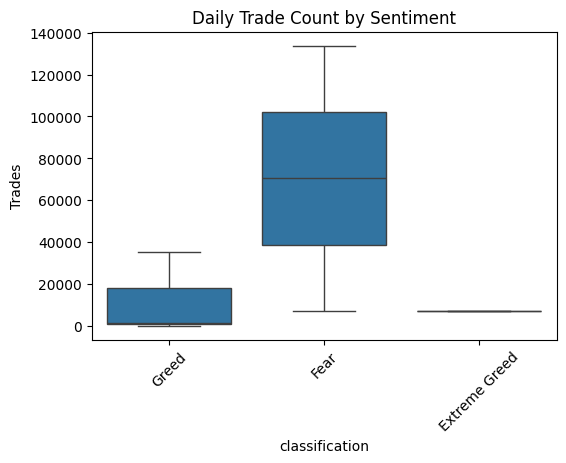 Daily Trade Count by Sentiment
Trades
140000
120000
100000
80000
60000
40000
20000
0
Greed
Fear
Extreme Greed
classification